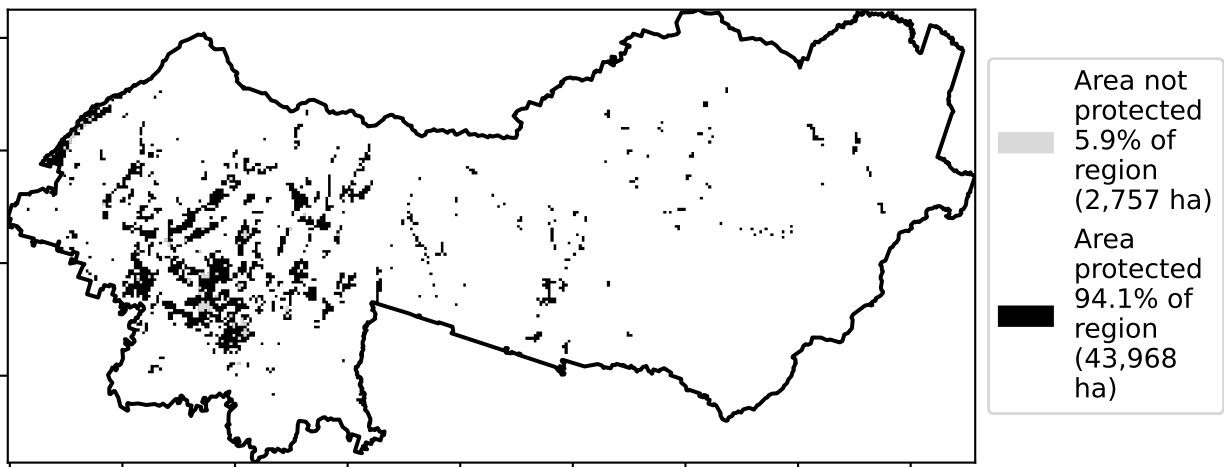 Area not
protected
5.9% of
region
(2,757 ha)
Area
protected
94.1% of
region
(43,968
ha)